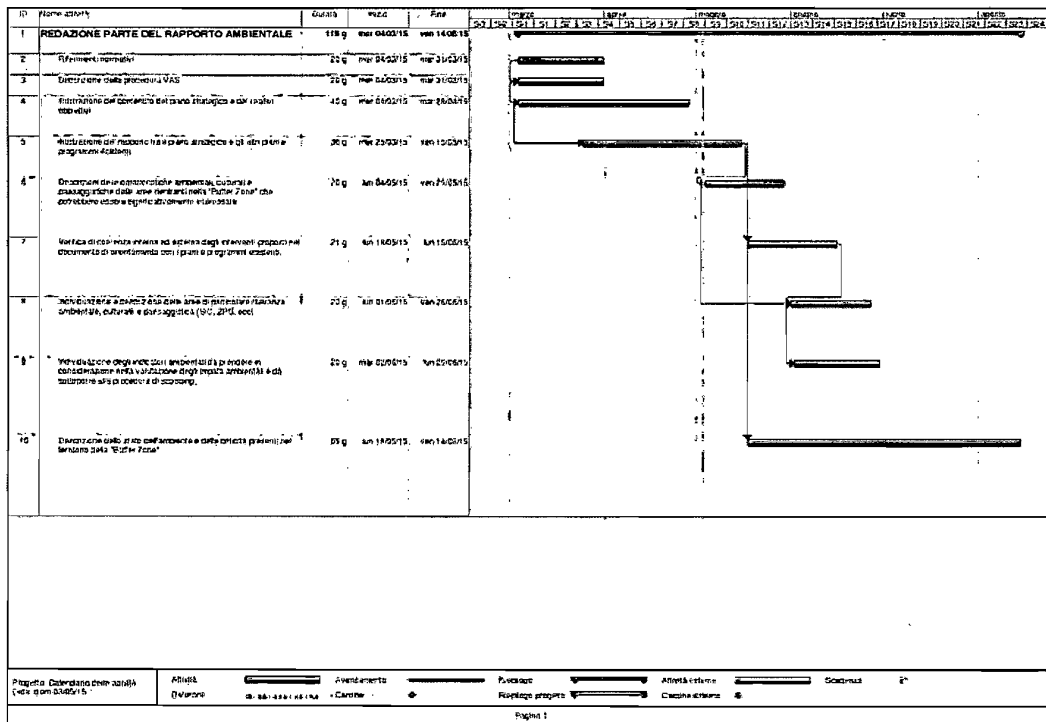 ID Nome attività Durata Inizio Fine marzo aprile maggio giugno luglio agosto
1 REDAZIONE PARTE DEL RAPPORTO AMBIENTALE 118 g mer 04/03/15 ven 14/08/15
2 Riferimenti normativi 20 g mer 04/03/15 mar 31/03/15
3 Descrizione della procedura VAS 20 g mer 04/03/15 mar 31/03/15
4 Illustrazione dei contenuti del piano strategico e dei relativi
obiettivi
40 g mer 04/03/15 mar 28/04/15
5 Illustrazione del rapporto tra il piano strategico e gli altri piani e
programmi esistenti
mer 25/03/15 ven 15/05/15
6 Descrizioni delle caratteristiche ambientali, culturali e
paesaggistiche delle aree rientranti nella "Buffer Zone" che
potrebbero essere significativamente interessate
20 g lun 04/05/15 ven 29/05/15
7 Verifica di coerenza interna ed esterna degli interventi proposti nel
documento di orientamento con i piani e programmi esistenti.
21 g lun 18/05/15 lun 15/06/15
8 Individuazione e descrizione delle aree di particolare rilevanza
ambientale, culturale e paesaggistica (SIC, ZPS, ecc)
20 g lun 01/06/15 ven 26/06/15
9 Individuazione degli indicatori ambientali da prendere in
considerazione nella valutazione degli impatti ambientali e da
sottoporre alla procedura di scooping.
20 g mar 02/06/15 lun 29/06/15
10 Descrizione dello stato dell'ambiente e delle criticità presenti nel
territorio della "Buffer Zone"
65 g lun 18/05/15 ven 14/08/15
Progetto: Calendario delle attività
Data: dom 03/05/15
Attività Avanzamento Riepilogo Attività esterne Scadenza
Divisione Cardine Riepilogo progetto Cardine esterno
Pagina 1